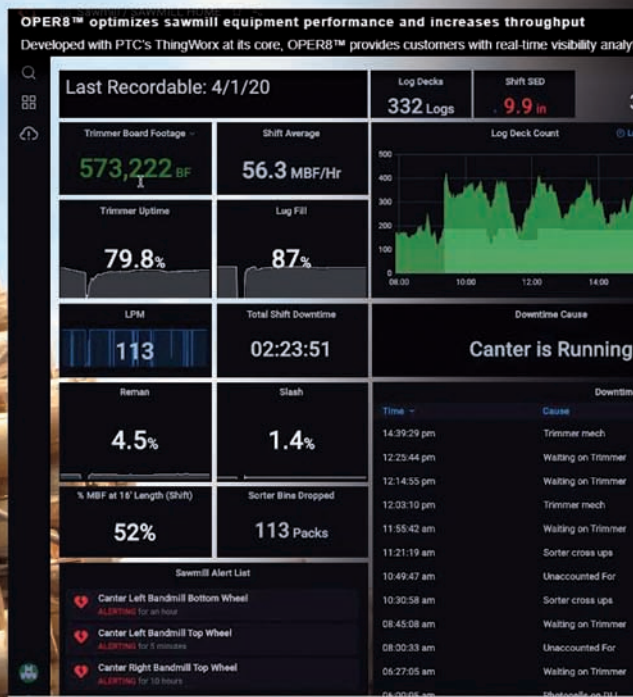 OPER8™ optimizes sawmill equipment performance and increases throughput
Developed with PTC's ThingWorx at its core, OPER8™ provides customers with real-time visibility analy
Last Recordable: 4/1/20
Log Decks
332 Logs
Shift SED
9.9 in
Trimmer Board Footage
573,222 BF
Shift Average
56.3 MBF/Hr
Log Deck Count
500
400
300
200
100
0
08:00 10:00 12:00 14:00
Trimmer Uptime
79.8%
Lug Fill
87%
LPM
113
Total Shift Downtime
02:23:51
Downtime Cause
Canter is Running
Reman
4.5%
Slash
1.4%
% MBF at 16' Length (Shift)
52%
Sorter Bins Dropped
113 Packs
Downtim
Time Cause
14:39:29 pm Trimmer mech
12:25:44 pm Waiting on Trimmer
12:14:55 pm Waiting on Trimmer
12:03:10 pm Trimmer mech
11:55:42 am Waiting on Trimmer
11:21:19 am Sorter cross ups
10:49:47 am Unaccounted For
10:30:58 am Sorter cross ups
08:45:08 am Waiting on Trimmer
08:00:33 am Unaccounted For
06:27:05 am Waiting on Trimmer
Sawmill Alert List
Canter Left Bandmill Bottom Wheel
ALERTING for an hour
Canter Left Bandmill Top Wheel
ALERTING for 5 minutes
Canter Right Bandmill Top Wheel
ALERTING for 10 hours